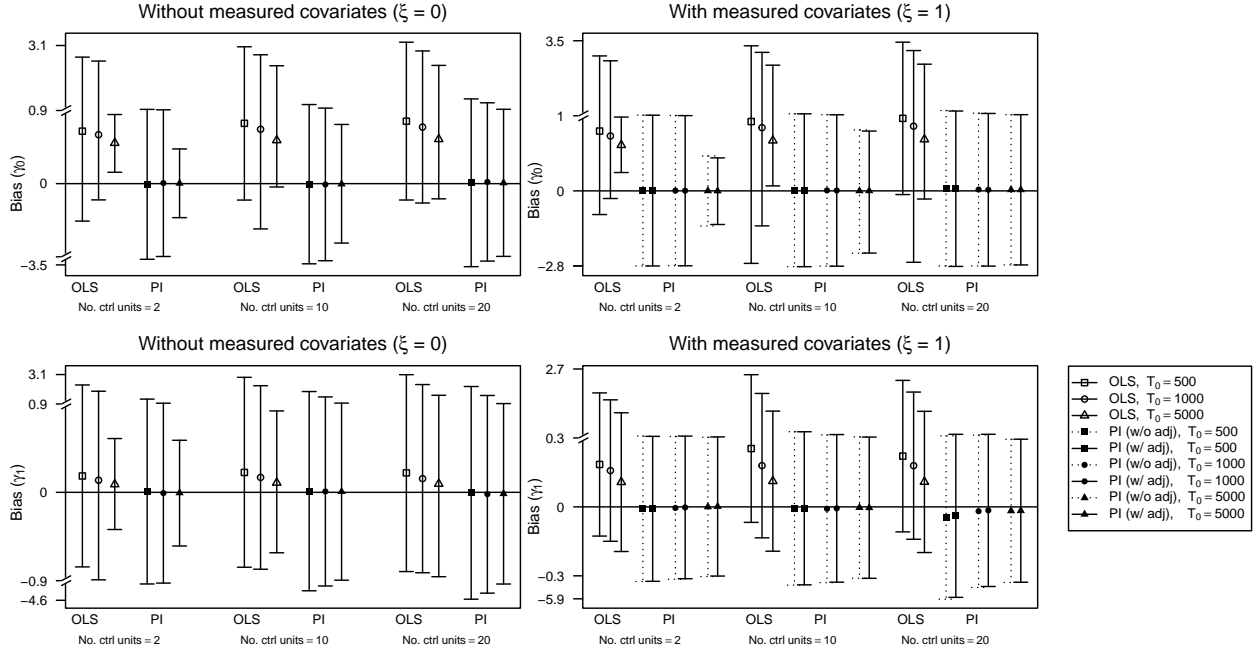 Without measured covariates (ξ = 0)
3.1
0.9
0
−3.5
Bias (γ0)
OLS PI OLS PI OLS PI
No. ctrl units = 2 No. ctrl units = 10 No. ctrl units = 20
With measured covariates (ξ = 1)
3.5
1
0
−2.8
Bias (γ0)
OLS PI OLS PI OLS PI
No. ctrl units = 2 No. ctrl units = 10 No. ctrl units = 20
Without measured covariates (ξ = 0)
3.1
0.9
0
−0.9
−4.6
Bias (γ1)
OLS PI OLS PI OLS PI
No. ctrl units = 2 No. ctrl units = 10 No. ctrl units = 20
With measured covariates (ξ = 1)
2.7
0.3
0
−0.3
−5.9
Bias (γ1)
OLS PI OLS PI OLS PI
No. ctrl units = 2 No. ctrl units = 10 No. ctrl units = 20
OLS, T0 = 500
OLS, T0 = 1000
OLS, T0 = 5000
PI (w/o adj), T0 = 500
PI (w/ adj), T0 = 500
PI (w/o adj), T0 = 1000
PI (w/ adj), T0 = 1000
PI (w/o adj), T0 = 5000
PI (w/ adj), T0 = 5000